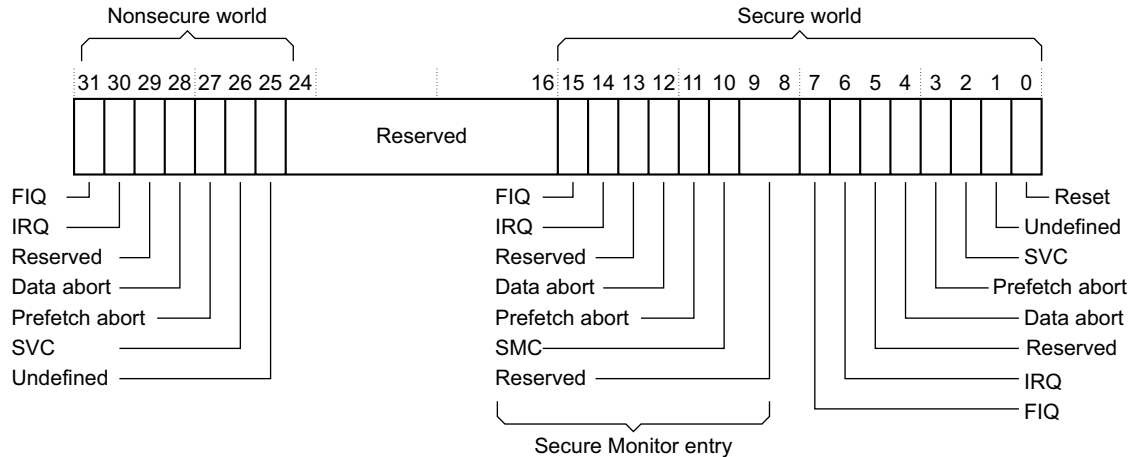 Nonsecure world Secure world
31 30 29 28 27 26 25 24 16 15 14 13 12 11 10 9 8 7 6 5 4 3 2 1 0
Reserved
FIQ FIQ Reset
IRQ IRQ Undefined
Reserved Reserved SVC
Data abort Data abort Prefetch abort
Prefetch abort Prefetch abort Data abort
SVC SMC Reserved
Undefined Reserved IRQ
FIQ
Secure Monitor entry